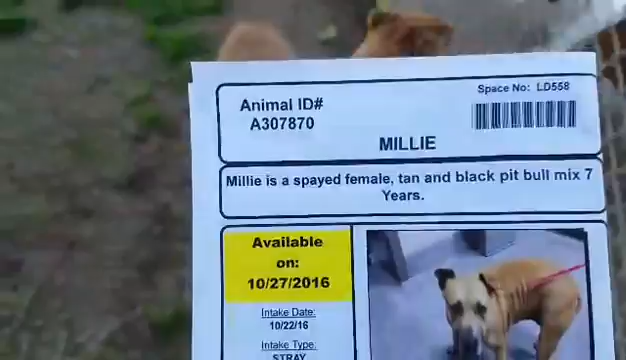 Space No: LD558
Animal ID#
A307870
MILLIE
Millie is a spayed female, tan and black pit bull mix 7
Years.
Available
on:
10/27/2016
Intake Date:
10/22/16
Intake Type:
STRAY